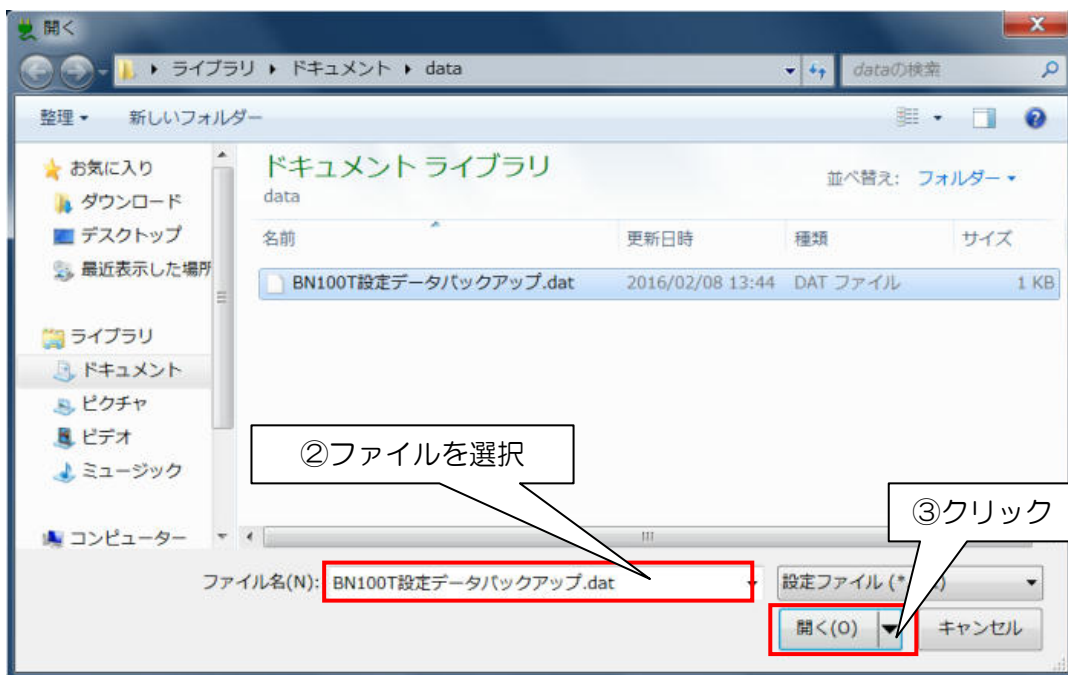 開く
ライブラリ ドキュメント data
dataの検索
整理 新しいフォルダー
お気に入り
ダウンロード
デスクトップ
最近表示した場所
ライブラリ
ドキュメント
ピクチャ
ビデオ
ミュージック
コンピューター
ドキュメント ライブラリ
data
並べ替え: フォルダー
名前 更新日時 種類 サイズ
BN100T設定データバックアップ.dat 2016/02/08 13:44 DAT ファイル 1 KB
②ファイルを選択
③クリック
ファイル名(N): BN100T設定データバックアップ.dat
設定ファイル (*
開く(O) キャンセル